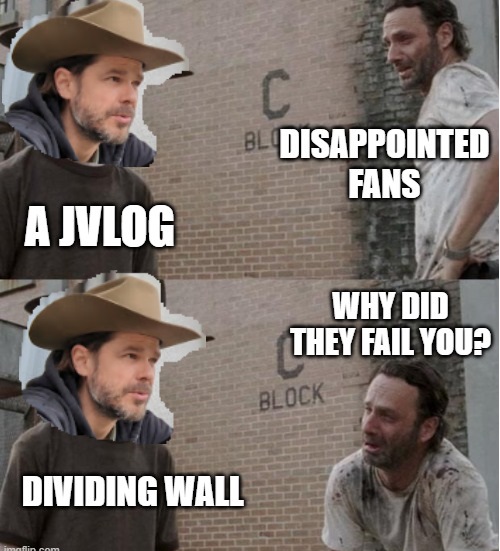 C
BLOCK
DISAPPOINTED
FANS
A JVLOG
WHY DID
THEY FAIL YOU?
C
BLOCK
DIVIDING WALL
imgflip.com